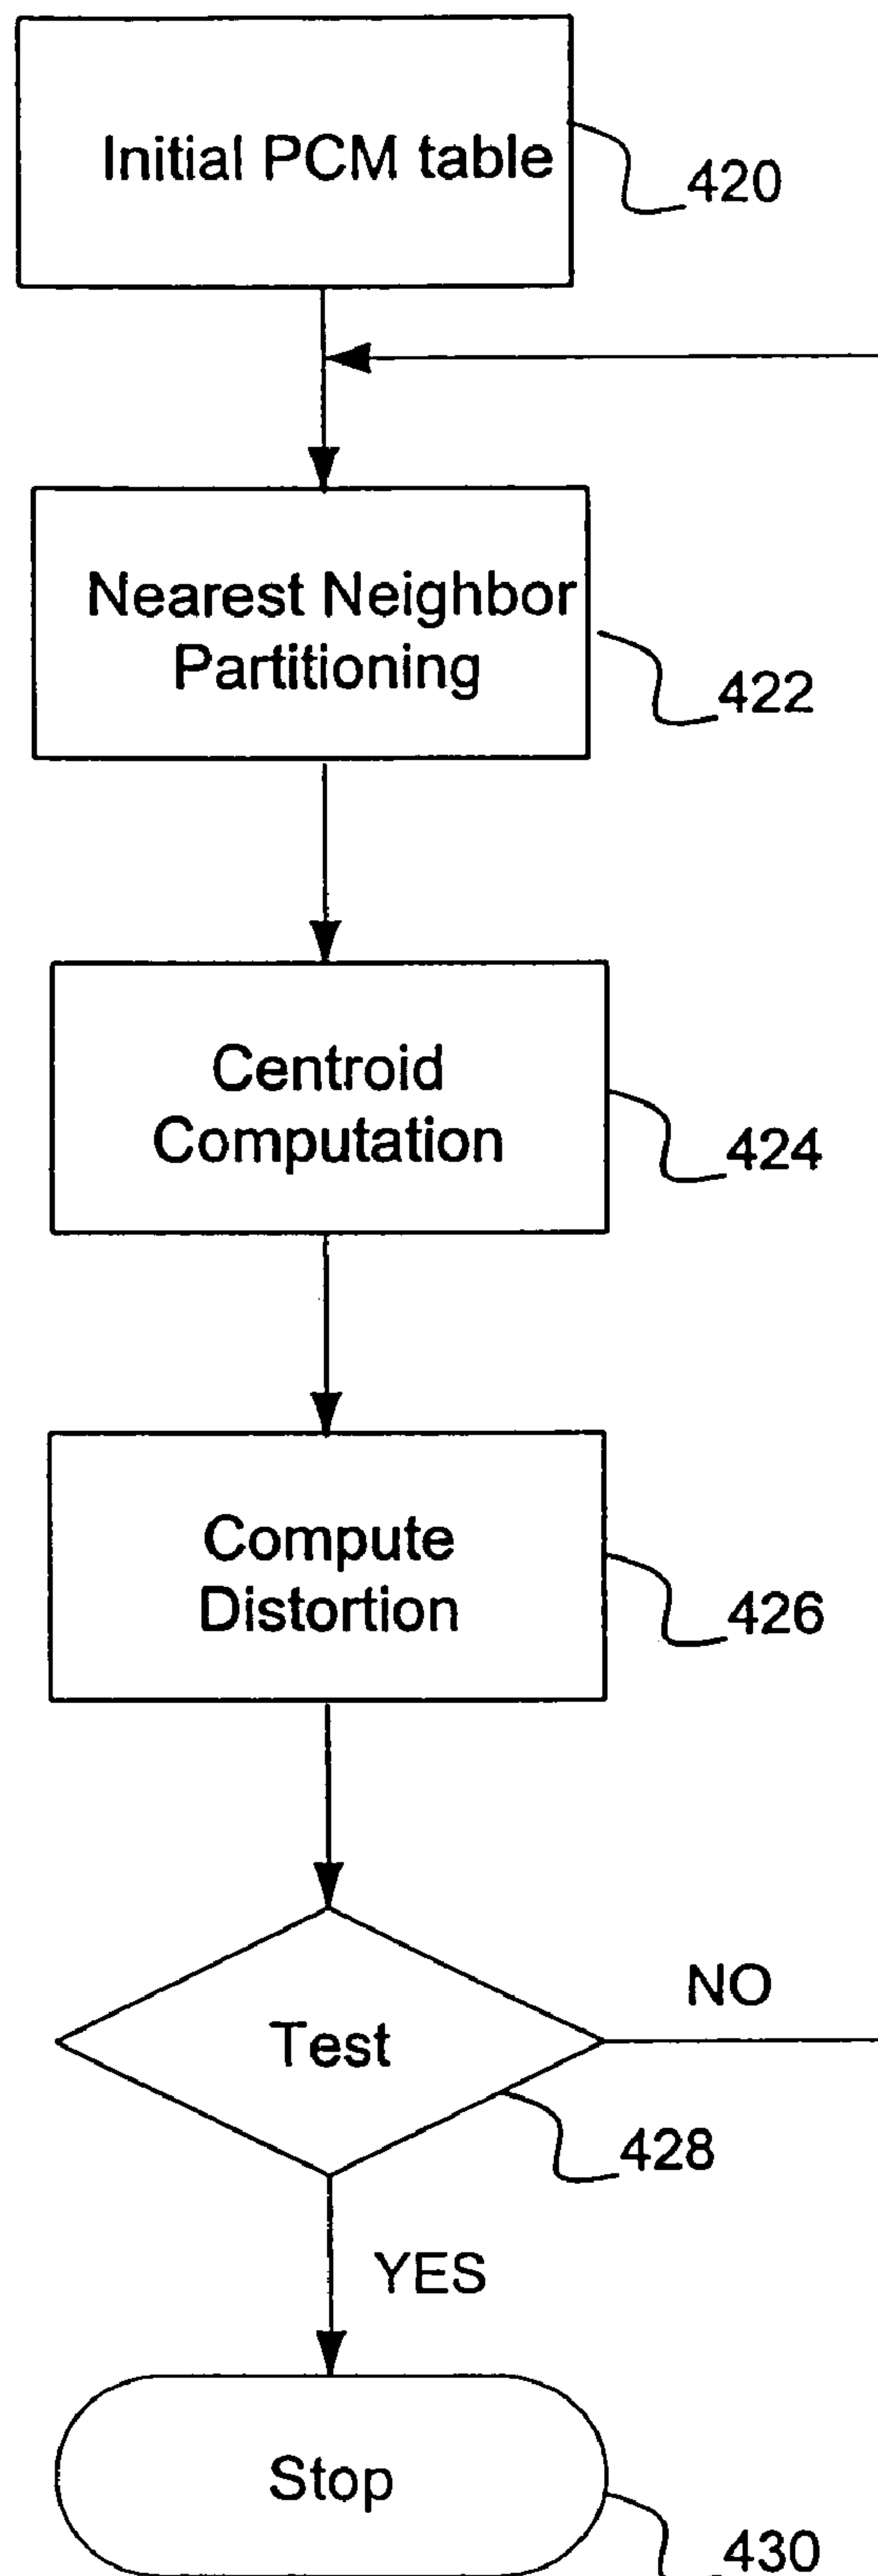 Initial PCM table
420
Nearest Neighbor
Partitioning
422
Centroid
Computation
424
Compute
Distortion
426
Test
NO
428
YES
Stop
430